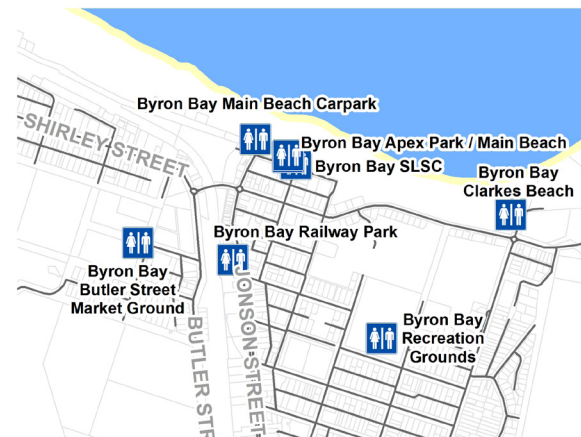 Byron Bay Main Beach Carpark
SHIRLEY STREET
Byron Bay Apex Park / Main Beach
Byron Bay SLSC
Byron Bay
Clarkes Beach
Byron Bay Railway Park
Byron Bay
Butler Street
Market Ground
JONSON STREET
BUTLER STR
Byron Bay
Recreation
Grounds